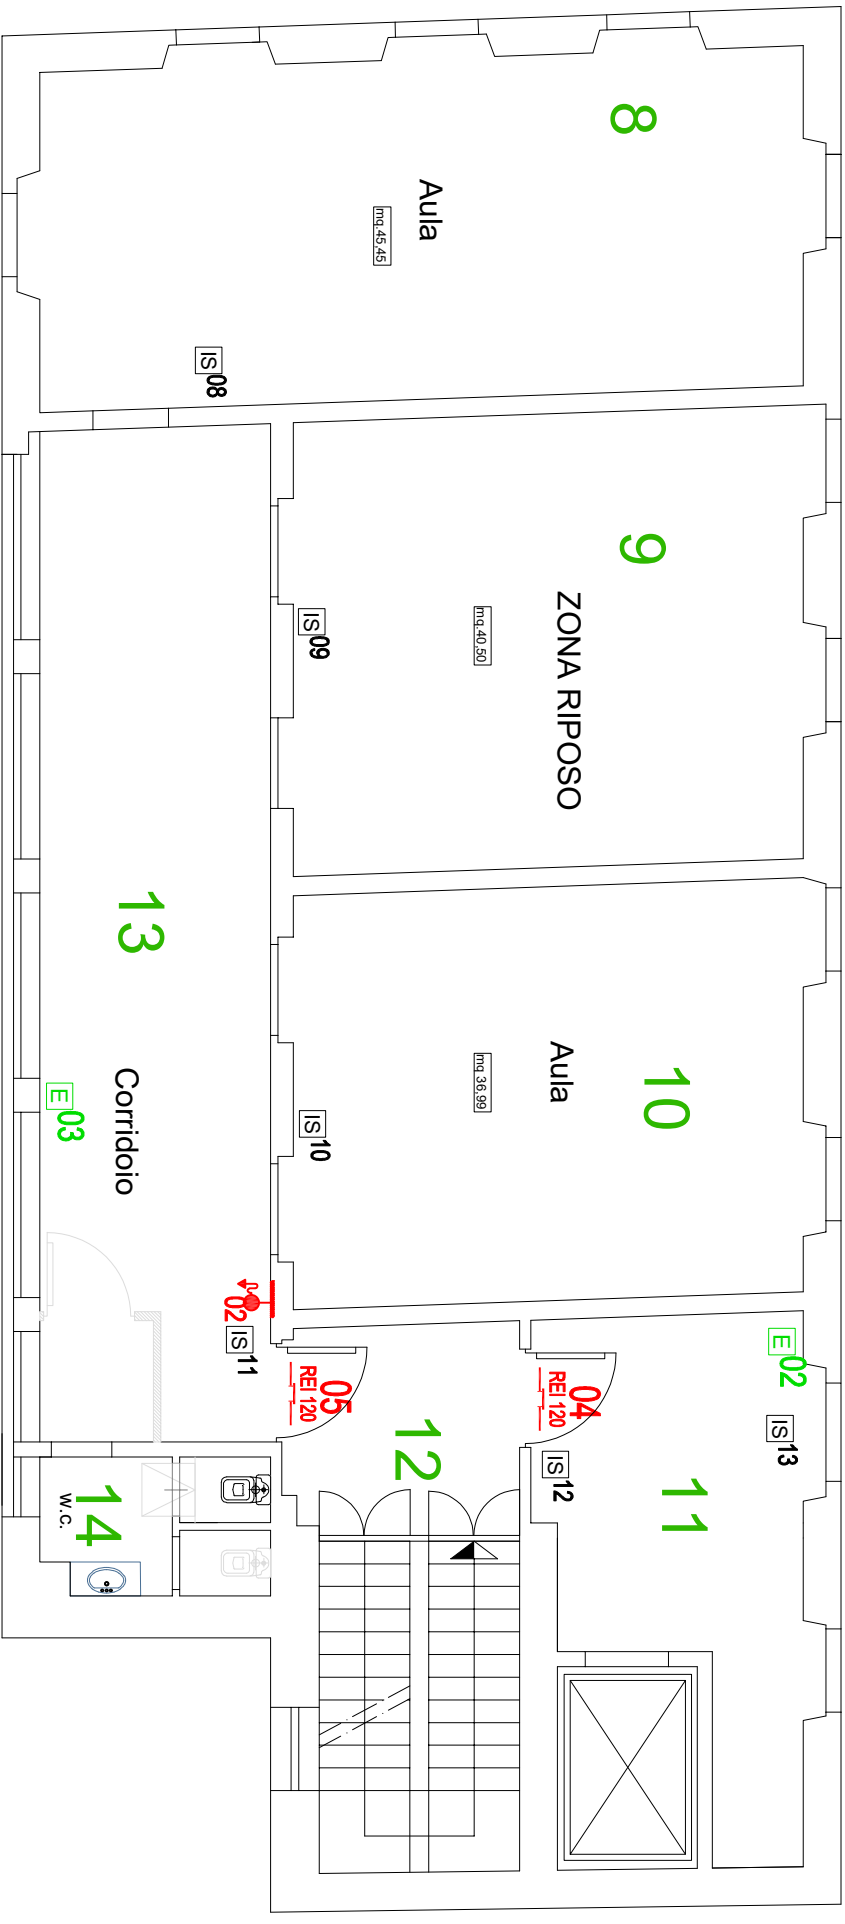 8
Aula
mq.45,45
IS 08
9
ZONA RIPOSO
mq.40,50
IS 09
10
Aula
mq 36,99
IS 10
13
Corridoio
E 03
02
IS 11
05
REI 120
04
REI 120
12
IS 12
E 02
IS 13
11
14
w.c.